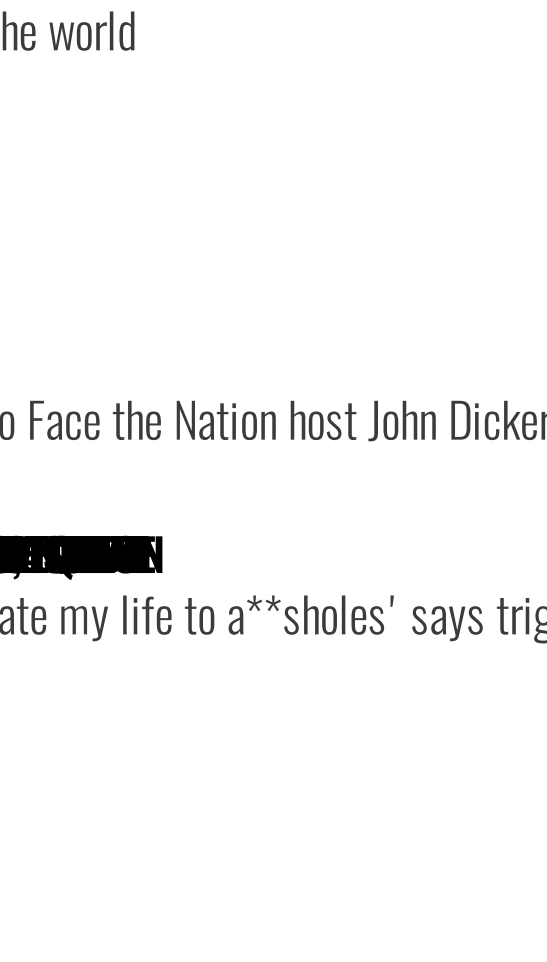 he world
o Face the Nation host John Dicker
ate my life to a**sholes' says trig